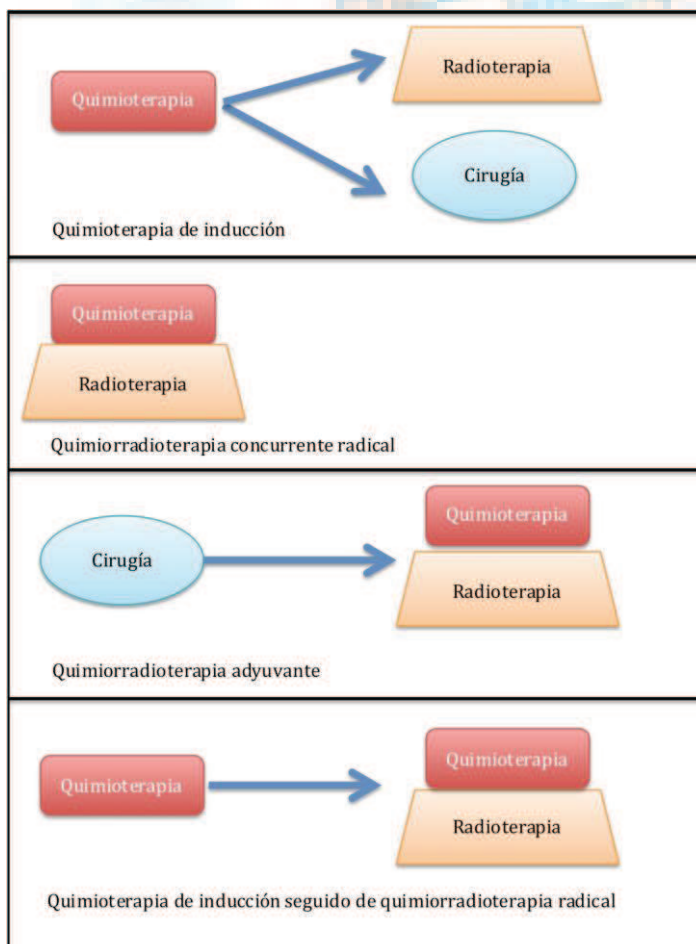 Quimioterapia
Radioterapia
Cirugía
Quimioterapia de inducción
Quimioterapia
Radioterapia
Quimiorradioterapia concurrente radical
Cirugía
Quimioterapia
Radioterapia
Quimiorradioterapia adyuvante
Quimioterapia
Quimioterapia
Radioterapia
Quimioterapia de inducción seguido de quimiorradioterapia radical